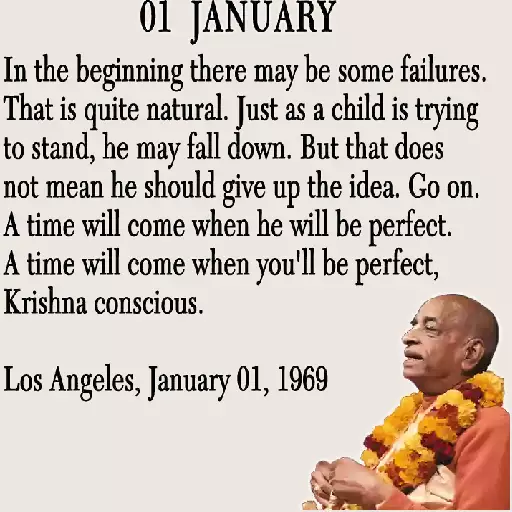 01 JANUARY
In the beginning there may be some failures.
That is quite natural. Just as a child is trying
to stand, he may fall down. But that does
not mean he should give up the idea. Go on.
A time will come when he will be perfect.
A time will come when you'll be perfect,
Krishna conscious.
Los Angeles, January 01, 1969